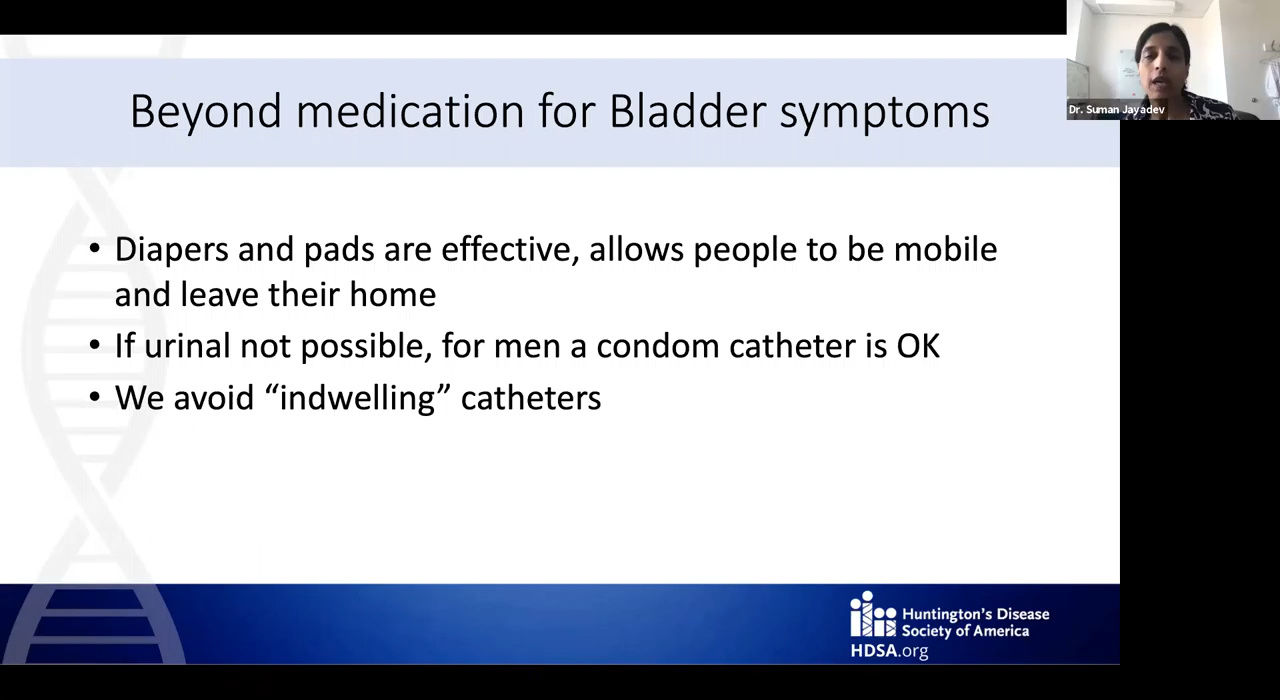 Beyond medication for Bladder symptoms
Dr. Suman Jayadev
• Diapers and pads are effective, allows people to be mobile
and leave their home
• If urinal not possible, for men a condom catheter is OK
• We avoid “indwelling” catheters
Huntington's Disease
Society of America
HDSA.org